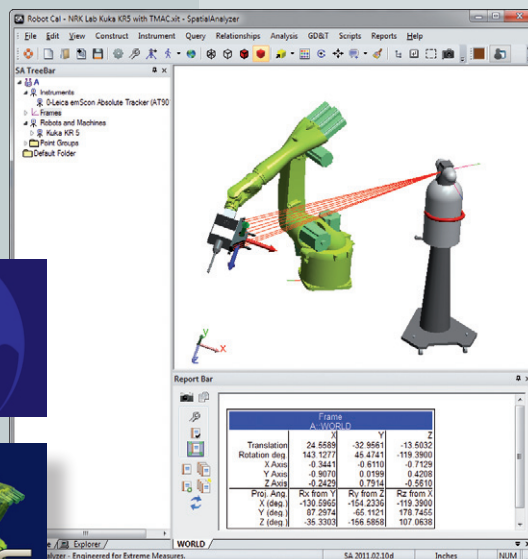 Robot Cal - NRK Lab Kuka KR5 with TMAC.xit - SpatialAnalyzer
File Edit View Construct Instrument Query Relationships Analysis GD&T Scripts Reports Help
SA TreeBar
A
Instruments
0-Leica emScon Absolute Tracker (AT90
Frames
Robots and Machines
Kuka KR 5
Point Groups
Default Folder
Y
X
Z
Report Bar
Frame
A::WORLD
X Y Z
Translation 24.5589 -32.9561 -13.5032
Rotation deg. 143.1277 45.4741 -119.3900
X Axis -0.3441 -0.6110 -0.7129
Y Axis -0.9070 0.0199 0.4208
Z Axis -0.2429 0.7914 -0.5610
Proj. Ang. Rx from Y Ry from Z Rz from X
X (deg.) -130.5965 -154.2336 -119.3900
Y (deg.) 87.2974 -65.1121 178.7455
Z (deg.) -35.3303 -156.5858 107.0638
Explorer WORLD
alyzer - Engineered for Extreme Measures. SA 2011.02.10d Inches NUM